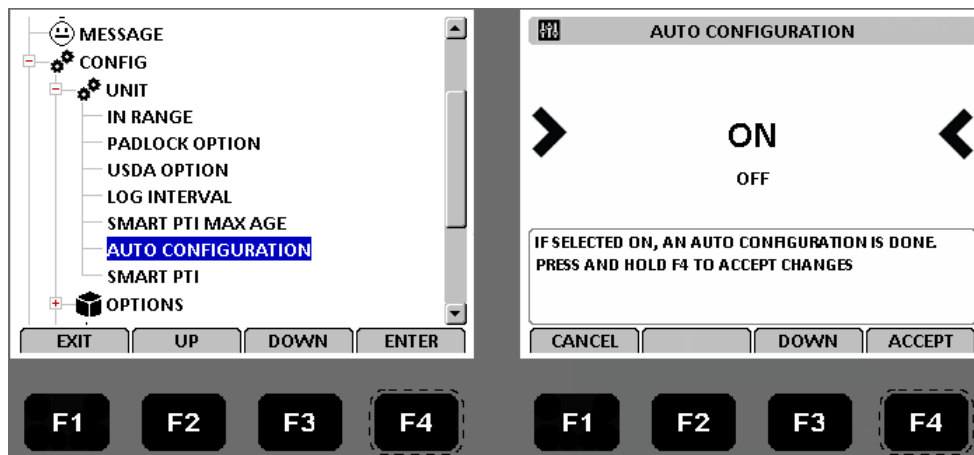 MESSAGE
CONFIG
UNIT
IN RANGE
PADLOCK OPTION
USDA OPTION
LOG INTERVAL
SMART PTI MAX AGE
AUTO CONFIGURATION
SMART PTI
OPTIONS
EXIT UP DOWN ENTER
F1 F2 F3 F4
AUTO CONFIGURATION
ON
OFF
IF SELECTED ON, AN AUTO CONFIGURATION IS DONE.
PRESS AND HOLD F4 TO ACCEPT CHANGES
CANCEL DOWN ACCEPT
F1 F2 F3 F4